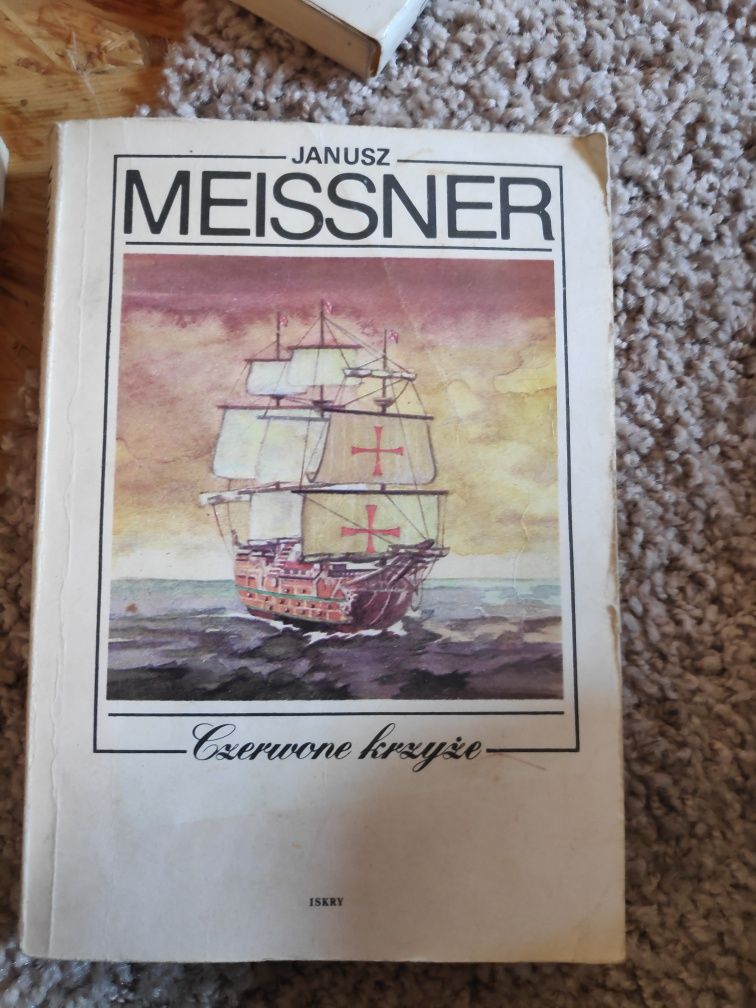 JANUSZ
MEISSNER
Czerwone krzyże
ISKRY